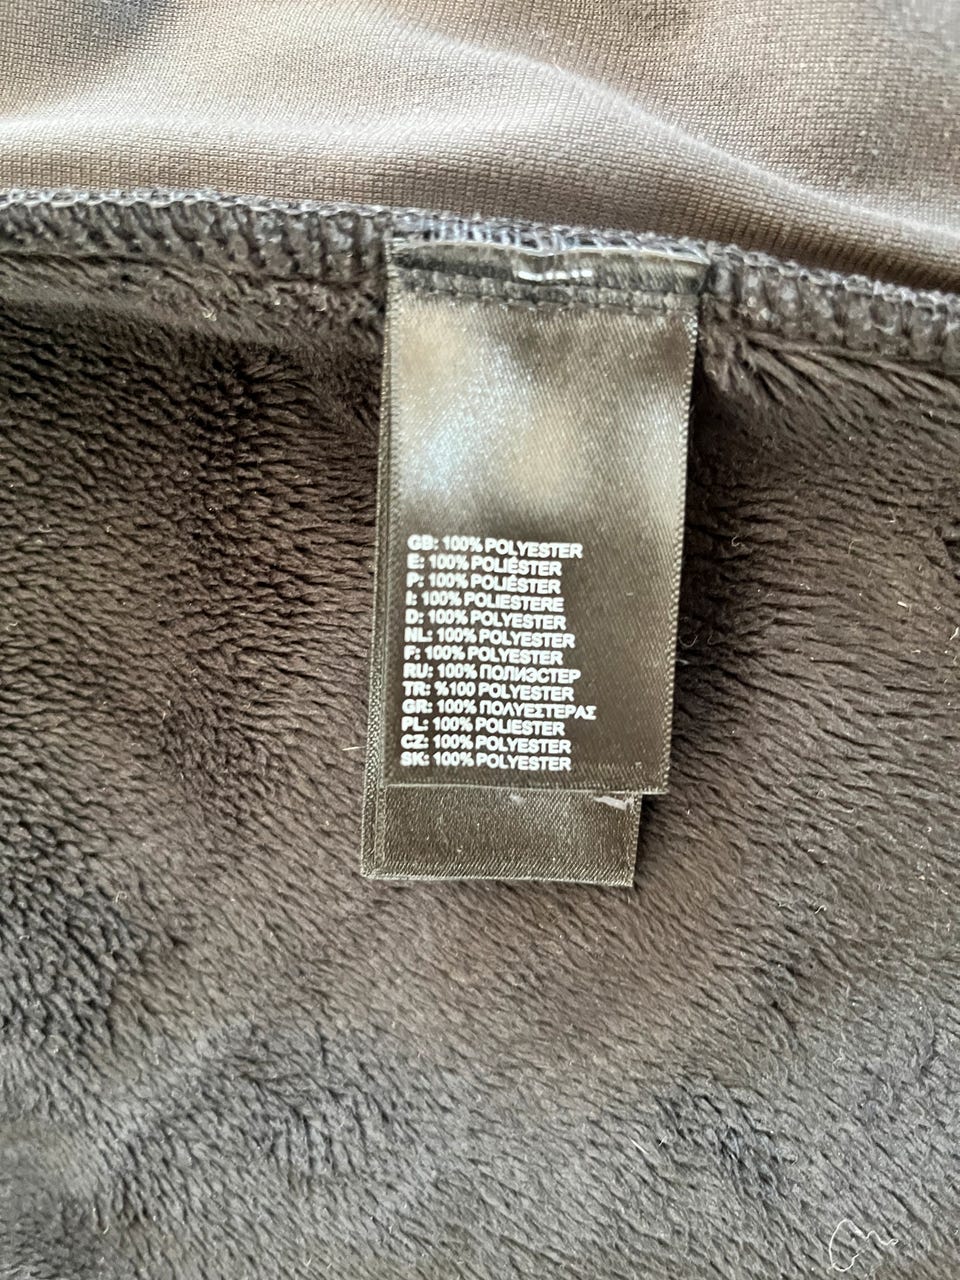 GB: 100% POLYESTER
E: 100% POLIÉSTER
P: 100% POLIÉSTER
I: 100% POLIESTERE
D: 100% POLYESTER
NL: 100% POLYESTER
F: 100% POLYESTER
RU: 100% ПОЛИЭСТЕР
TR: %100 POLYESTER
GR: 100% ΠΟΛΥΕΣΤΕΡΑΣ
PL: 100% POLIESTER
CZ: 100% POLYESTER
SK: 100% POLYESTER